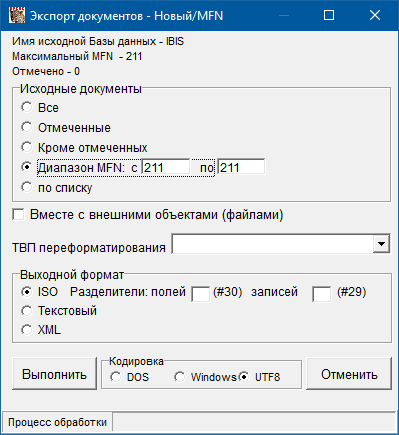 Экспорт документов - Новый/MFN
Имя исходной Базы данных - IBIS
Максимальный MFN - 211
Отмечено - 0
Исходные документы
Все
Отмеченные
Кроме отмеченных
Диапазон MFN: с 211 по 211
по списку
Вместе с внешними объектами (файлами)
ТВП переформатирования
Выходной формат
ISO Разделители: полей (#30) записей (#29)
Текстовый
XML
Кодировка
Выполнить DOS Windows UTF8 Отменить
Процесс обработки